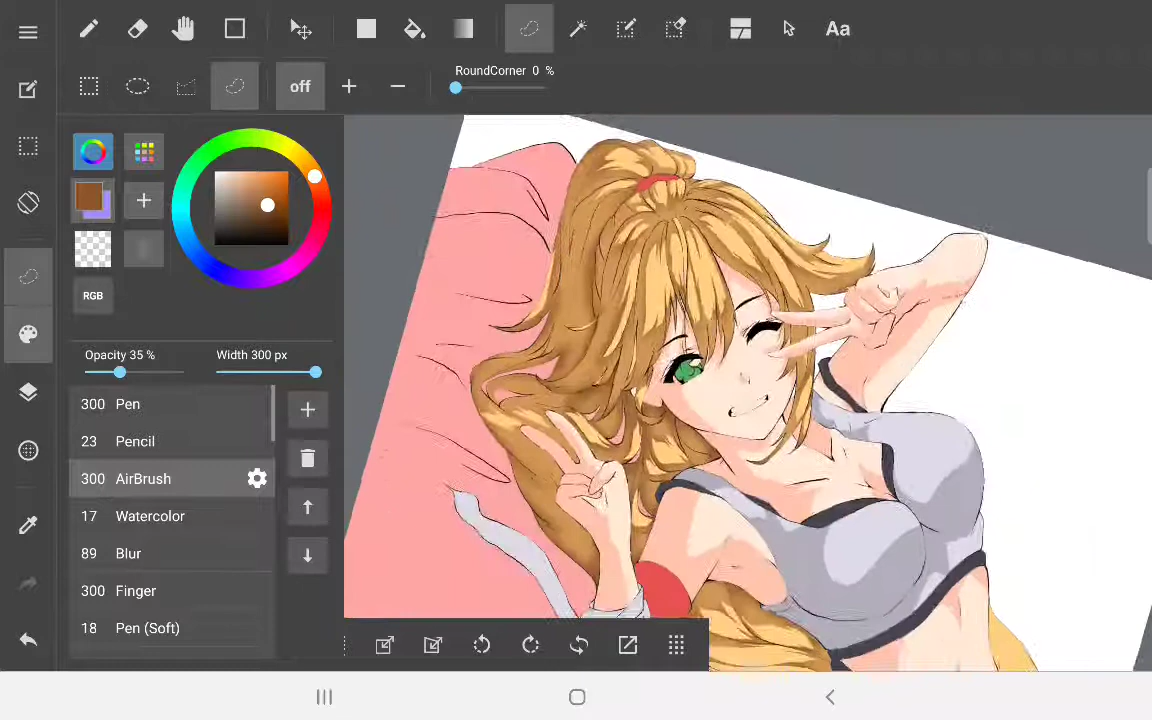 Aa
off
RoundCorner 0 %
RGB
Opacity 35 %
Width 300 px
300 Pen
23 Pencil
300 AirBrush
17 Watercolor
89 Blur
300 Finger
18 Pen (Soft)